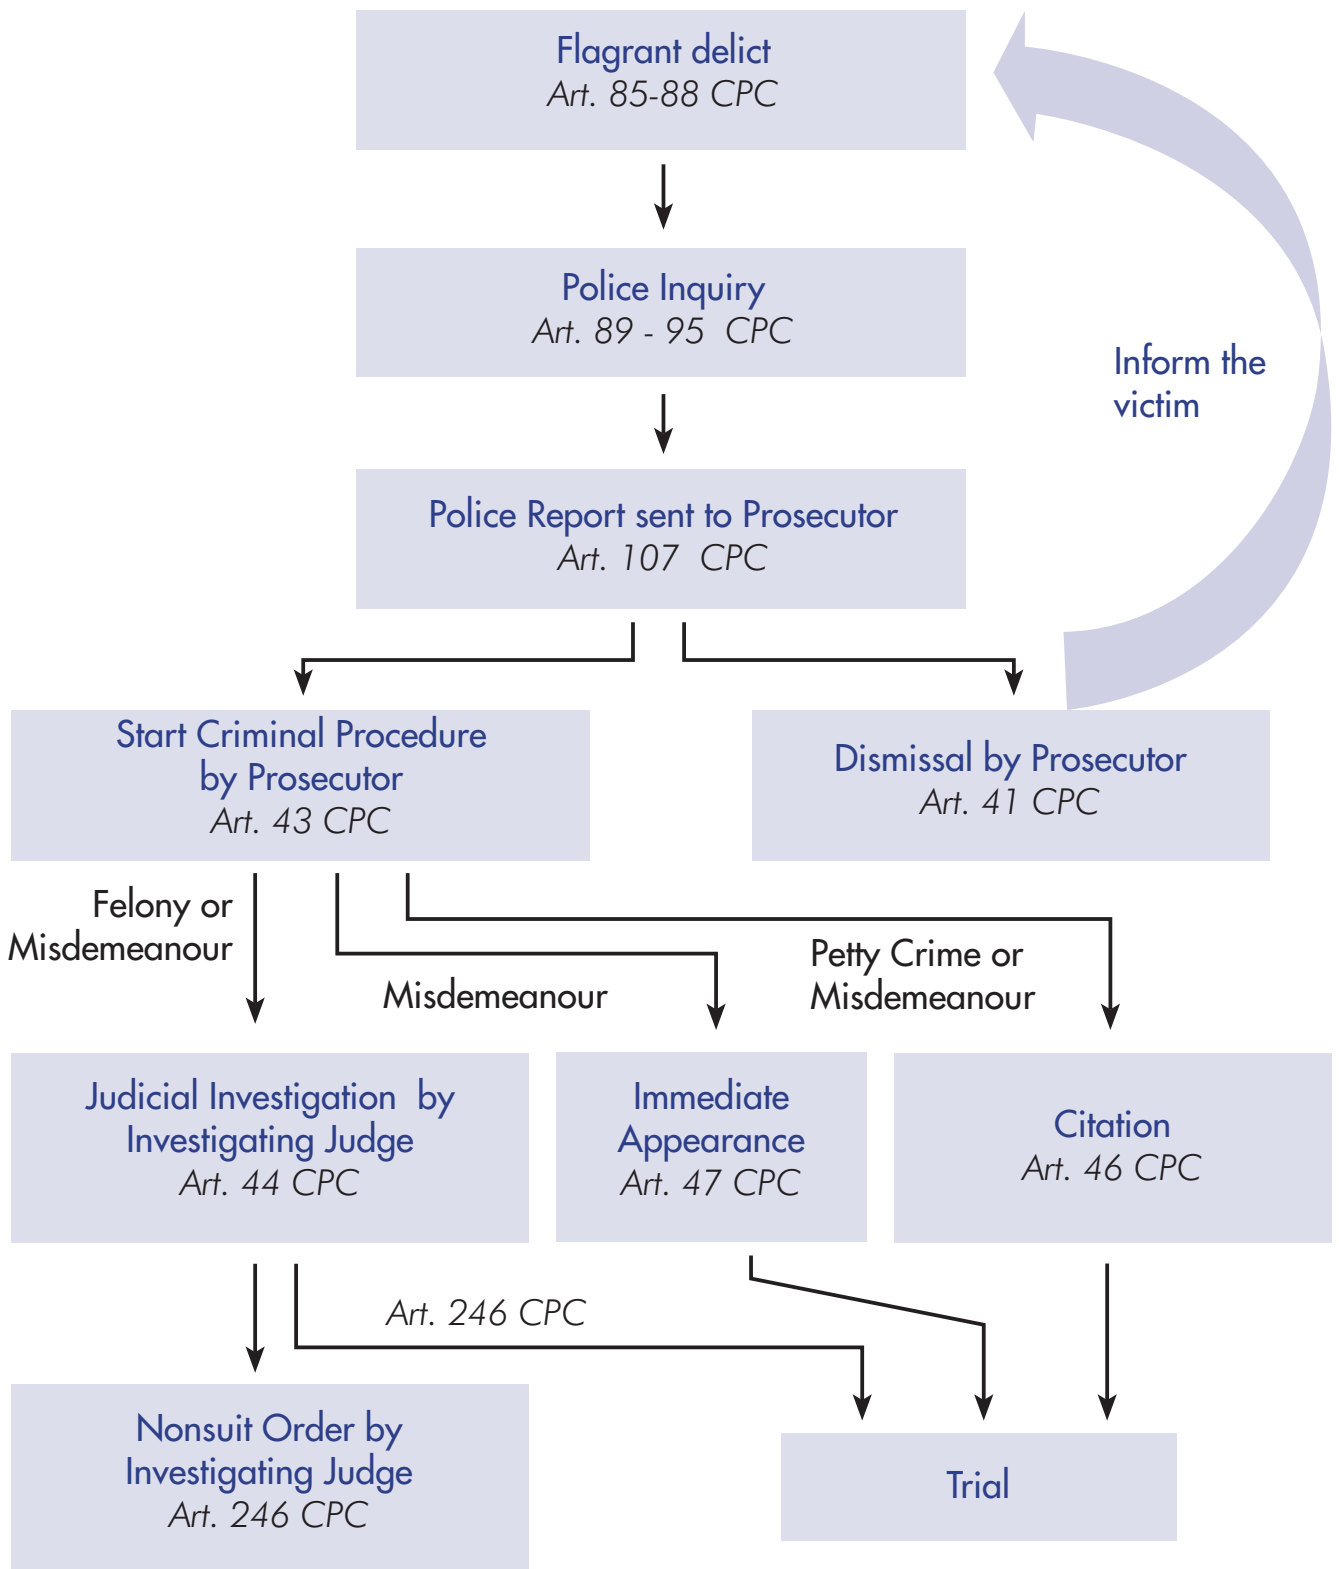 Flagrant delict
Art. 85-88 CPC
Police Inquiry
Art. 89 - 95 CPC
Inform the
victim
Police Report sent to Prosecutor
Art. 107 CPC
Start Criminal Procedure
by Prosecutor
Art. 43 CPC
Dismissal by Prosecutor
Art. 41 CPC
Felony or
Misdemeanour
Misdemeanour
Petty Crime or
Misdemeanour
Judicial Investigation by
Investigating Judge
Art. 44 CPC
Immediate
Appearance
Art. 47 CPC
Citation
Art. 46 CPC
Art. 246 CPC
Nonsuit Order by
Investigating Judge
Art. 246 CPC
Trial